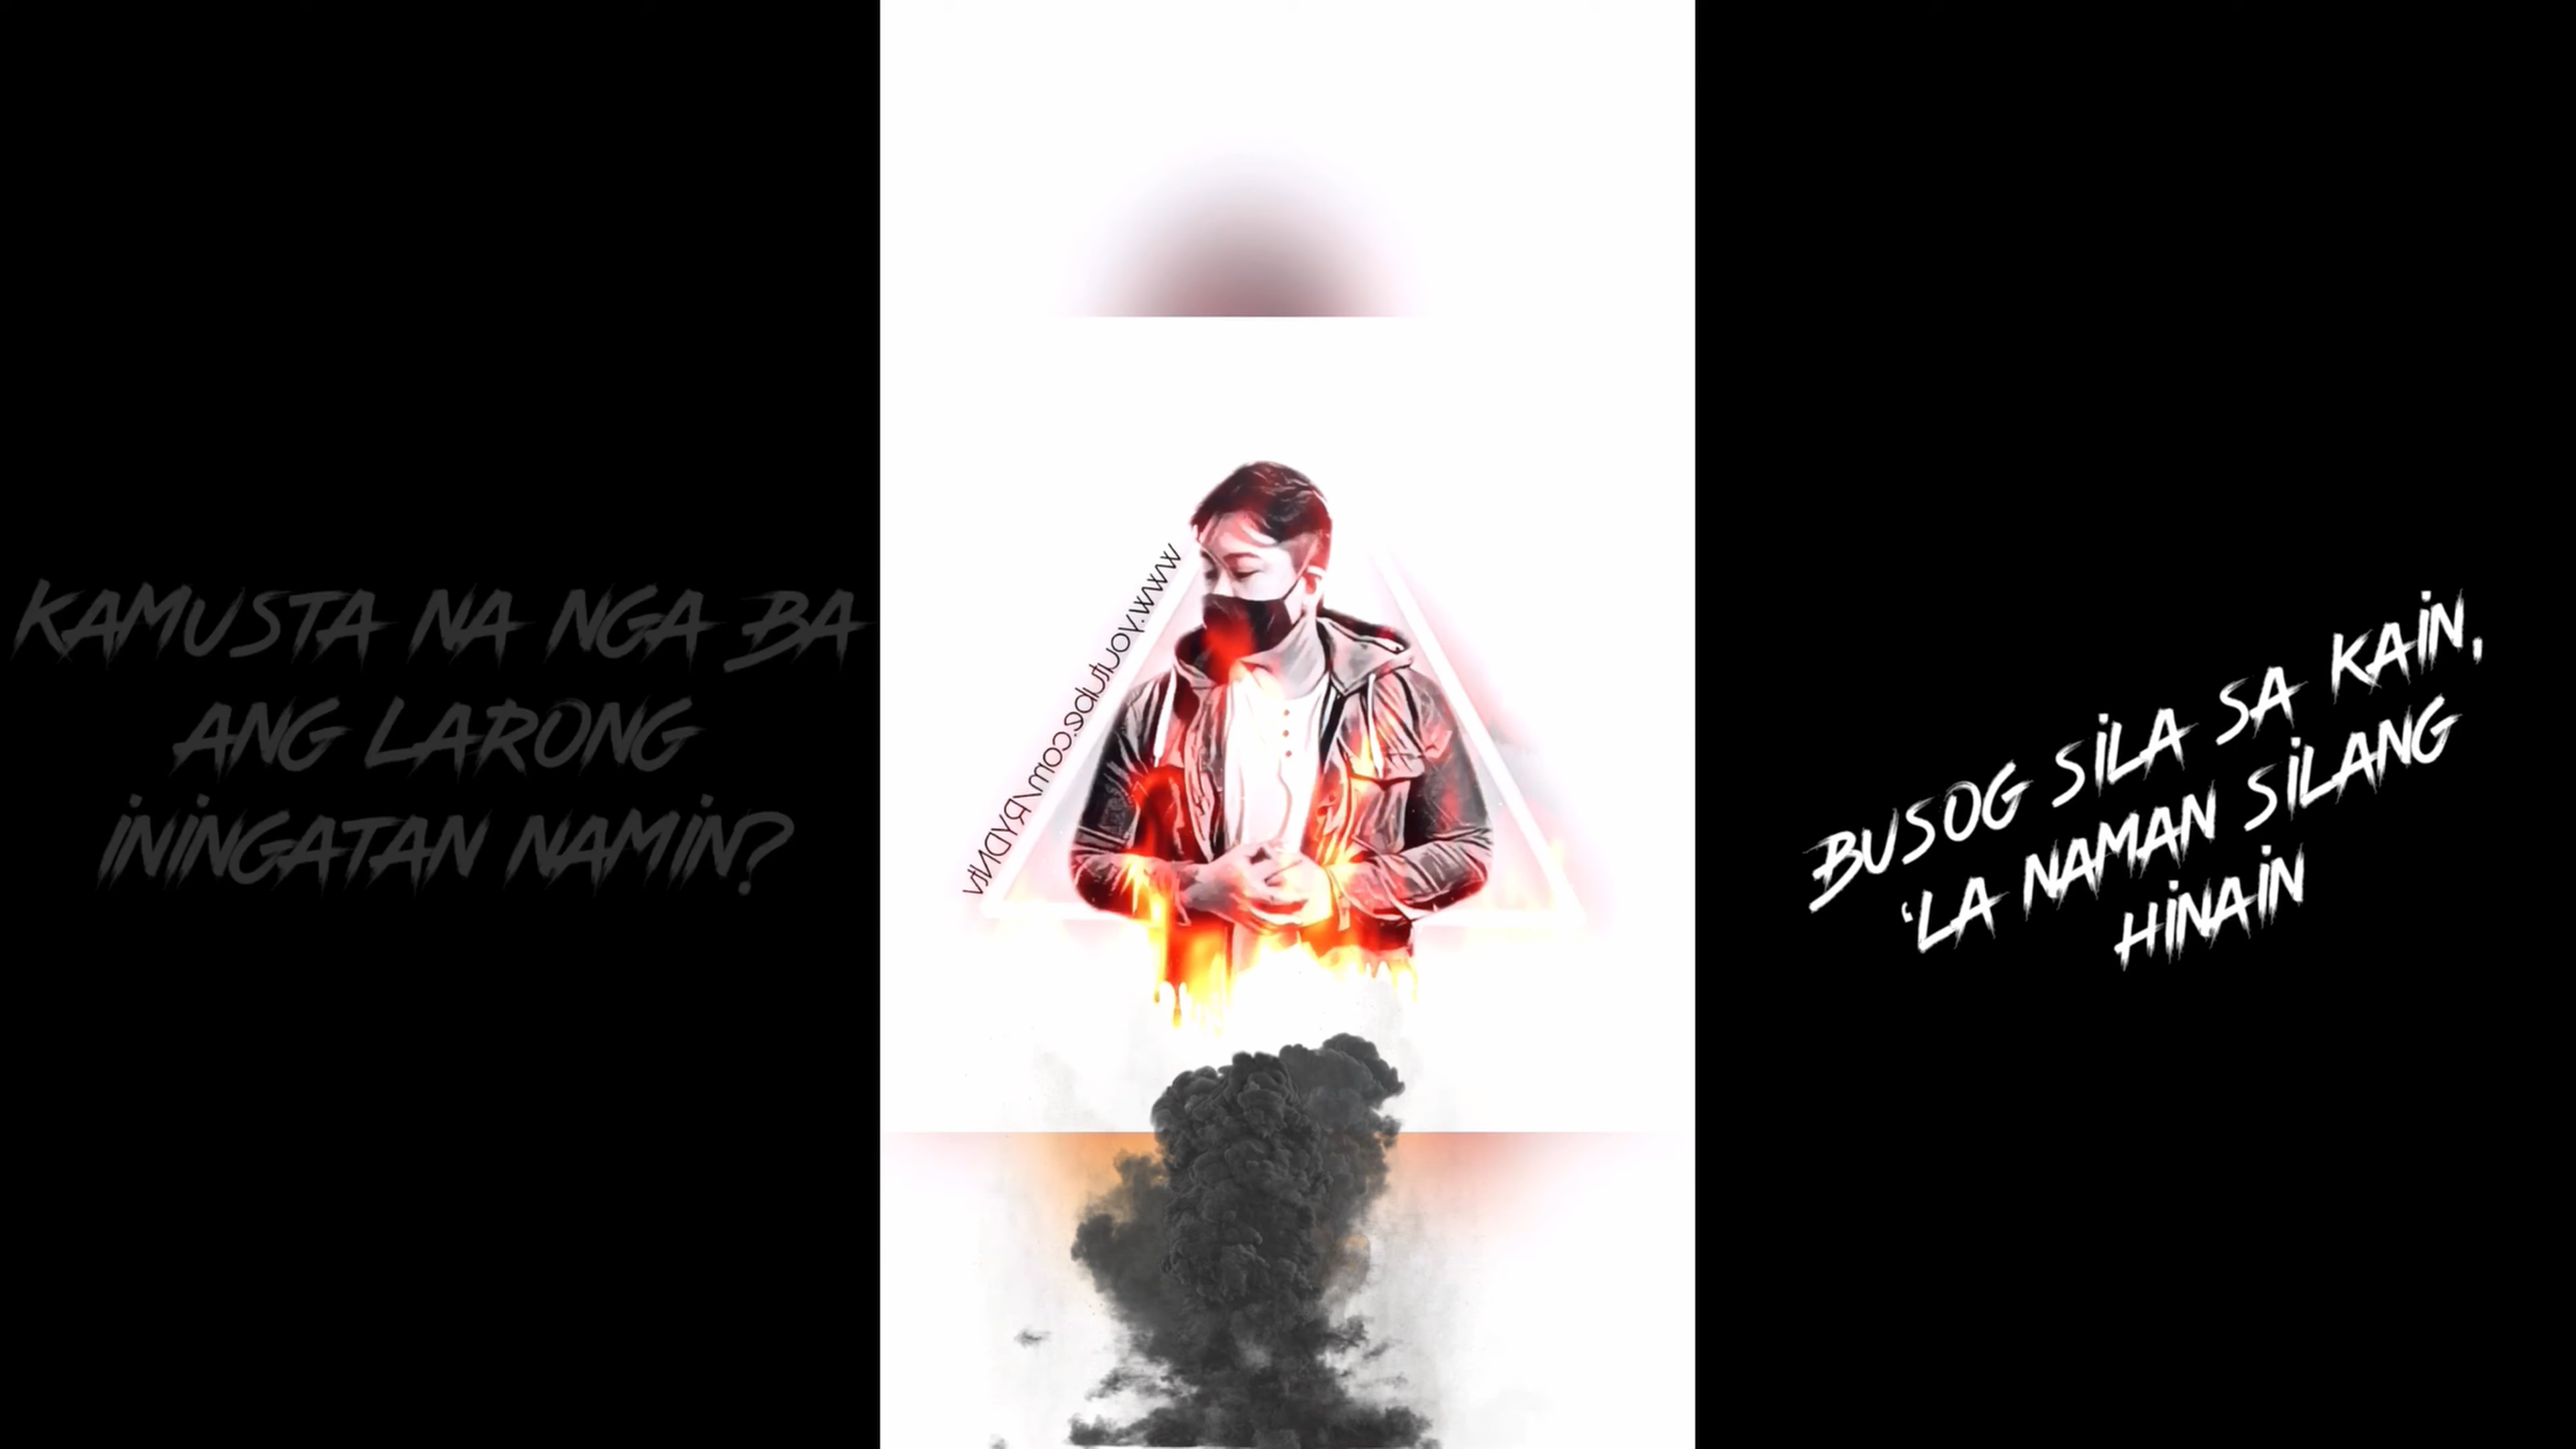 KAMUSTA NA NGA BA
ANG LARONG
ININGATAN NAMIN?
www.youtube.com/RYDNtv
BUSOG SILA SA KAIN,
'LA NAMAN SILANG
HINAIN